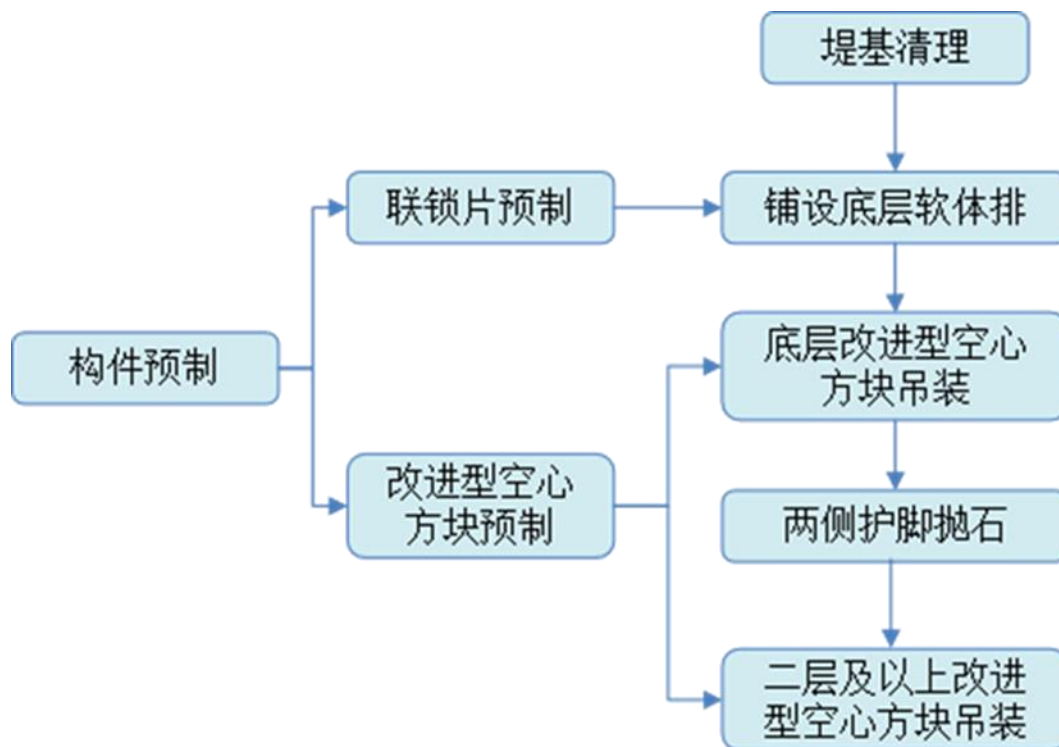 堤基清理
联锁片预制
铺设底层软体排
构件预制
底层改进型空心
方块吊装
改进型空心
方块预制
两侧护脚抛石
二层及以上改进
型空心方块吊装